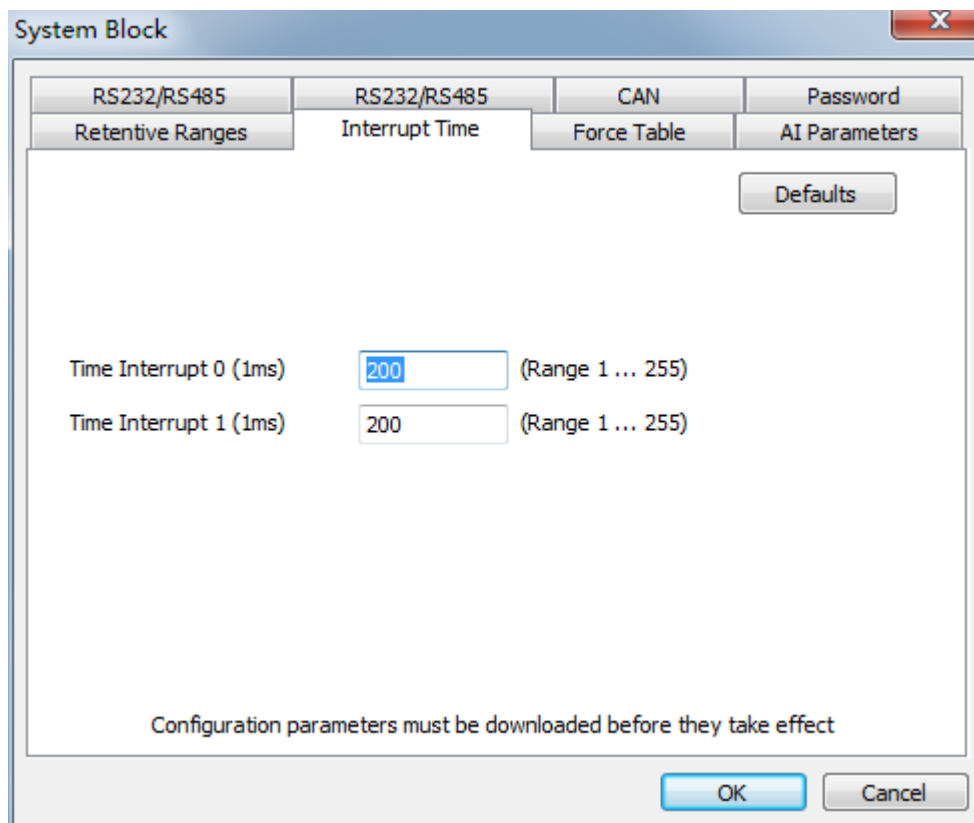 System Block
RS232/RS485 RS232/RS485 CAN Password
Retentive Ranges Interrupt Time Force Table AI Parameters
Defaults
Time Interrupt 0 (1ms) 200 (Range 1 ... 255)
Time Interrupt 1 (1ms) 200 (Range 1 ... 255)
Configuration parameters must be downloaded before they take effect
OK Cancel